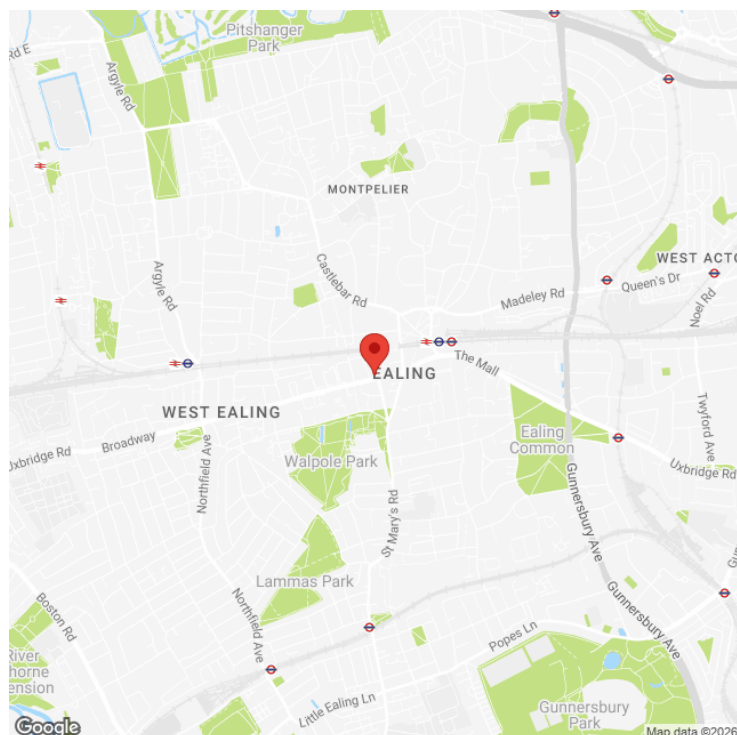 Pitshanger
Park
Rd E
Argyle Rd
MONTPELIER
WEST ACTO
Castlebar Rd
Argyle Rd
Madeley Rd
Queen's Dr
Noel Rd
The Mall
EALING
WEST EALING
Broadway
Uxbridge Rd
Northfield Ave
Walpole Park
Ealing
Common
Twyford Ave
Uxbridge Rd
Gunnersbury Ave
St Mary's Rd
Lammas Park
Boston Rd
Northfield Ave
Gunnersbury Ave
Popes Ln
River
Little Ealing Ln
Gunnersbury
Park
Google
Map data ©2026